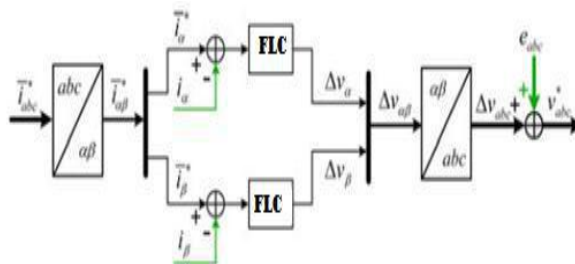 i̅*abc
abc
αβ
i̅*αβ
i̅*α
+
-
iα
FLC
Δvα
i̅*β
+
-
iβ
FLC
Δvβ
Δvαβ
αβ
abc
Δvabc
+
+
eabc
v*abc